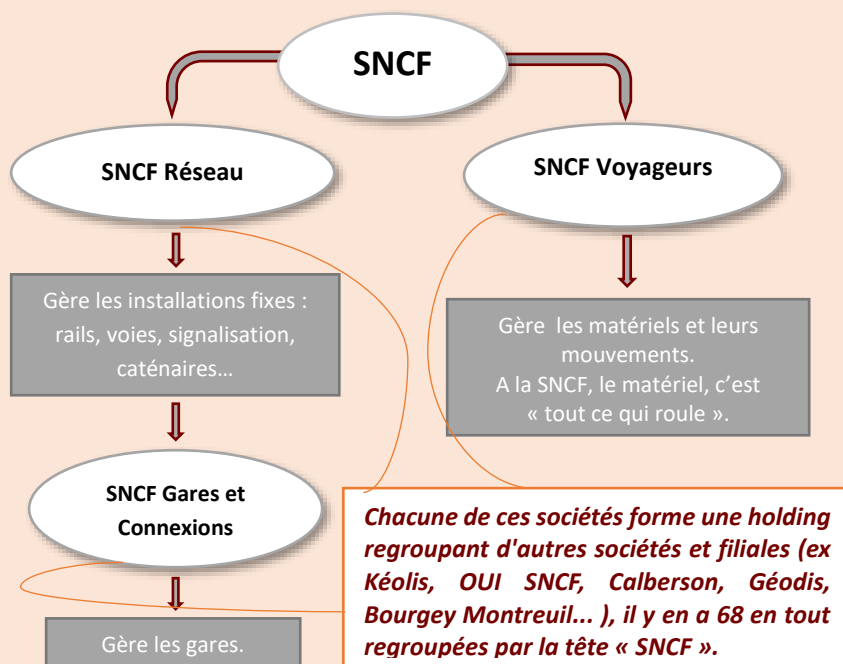 SNCF
SNCF Réseau
SNCF Voyageurs
Gère les installations fixes :
rails, voies, signalisation,
caténaires…
Gère les matériels et leurs
mouvements.
A la SNCF, le matériel, c’est
« tout ce qui roule ».
SNCF Gares et
Connexions
Gère les gares.
Chacune de ces sociétés forme une holding
regroupant d'autres sociétés et filiales (ex
Kéolis, OUI SNCF, Calberson, Géodis,
Bourgey Montreuil... ), il y en a 68 en tout
regroupées par la tête « SNCF ».